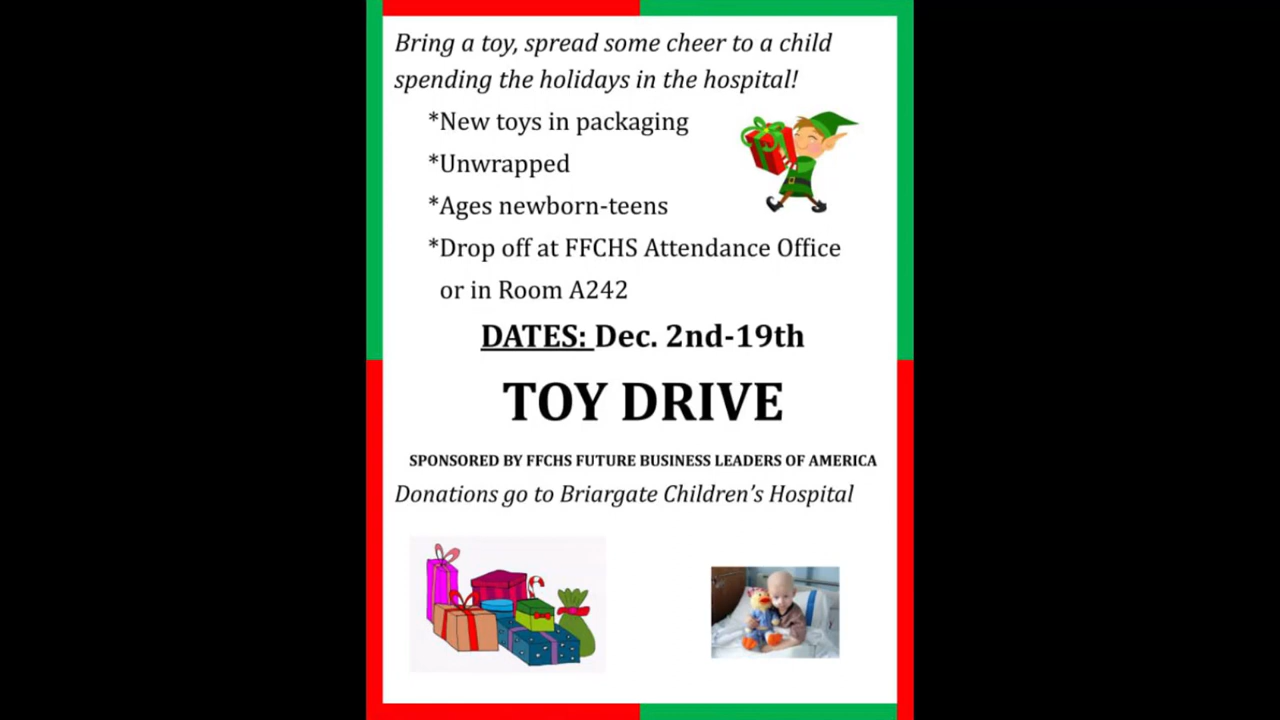 Bring a toy, spread some cheer to a child
spending the holidays in the hospital!
*New toys in packaging
*Unwrapped
*Ages newborn-teens
*Drop off at FFCHS Attendance Office
or in Room A242
DATES: Dec. 2nd-19th
TOY DRIVE
SPONSORED BY FFCHS FUTURE BUSINESS LEADERS OF AMERICA
Donations go to Briargate Children’s Hospital